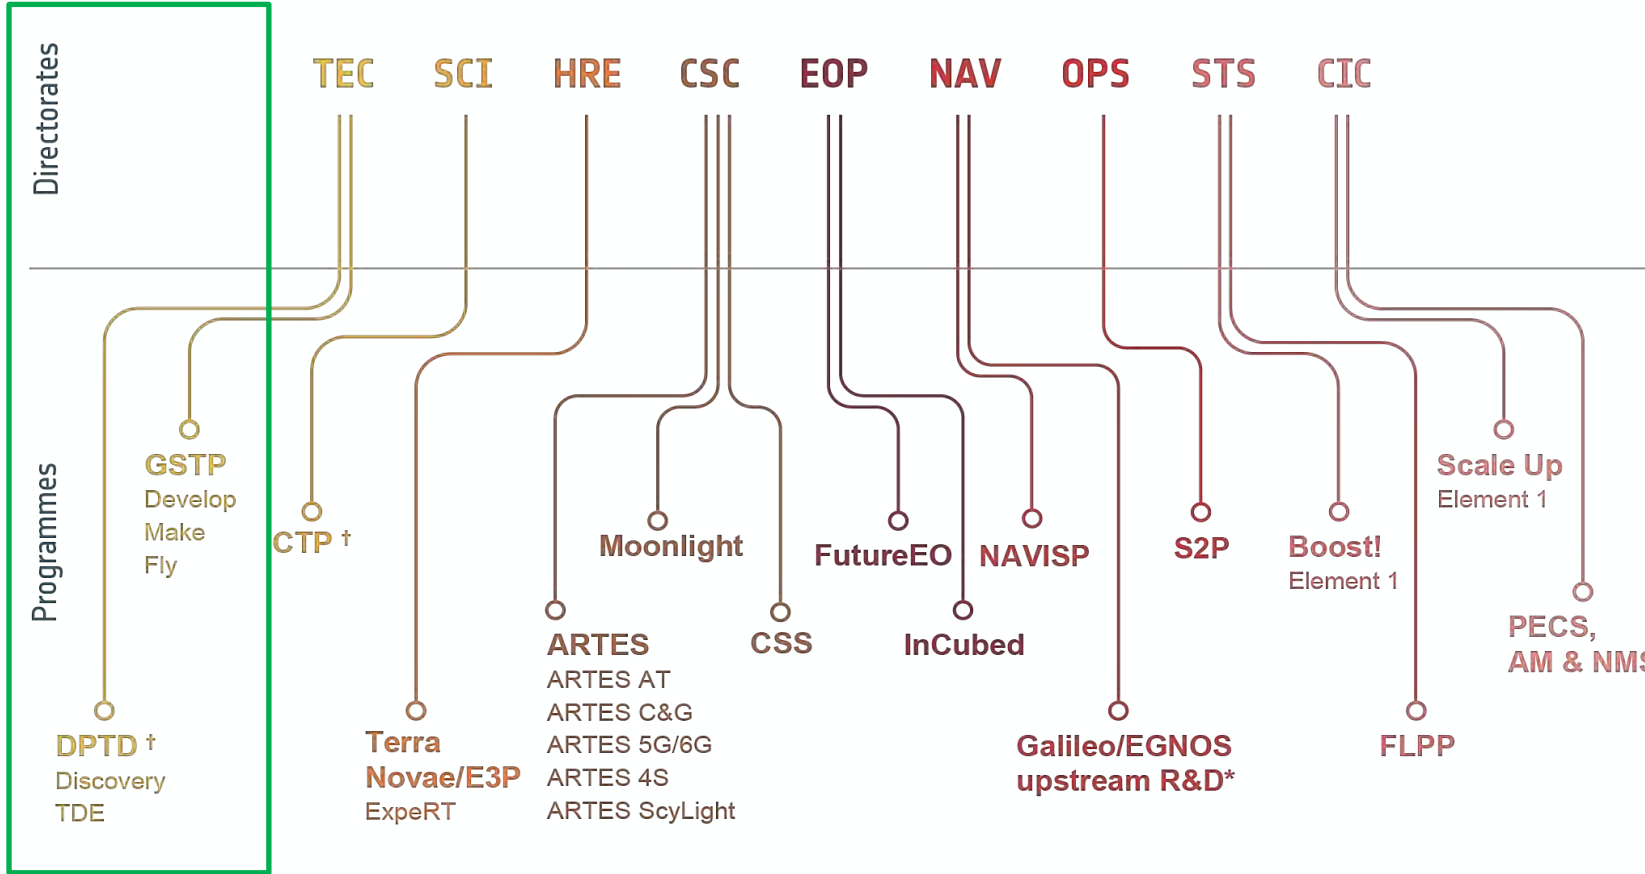 Directorates
TEC
SCI
HRE
CSC
EOP
NAV
OPS
STS
CIC
Programmes
GSTP
Develop
Make
Fly
DPTD †
Discovery
TDE
CTP †
Terra
Novae/E3P
ExpeRT
ARTES
ARTES AT
ARTES C&G
ARTES 5G/6G
ARTES 4S
ARTES ScyLight
Moonlight
CSS
FutureEO
InCubed
NAVISP
Galileo/EGNOS
upstream R&D*
S2P
Boost!
Element 1
FLPP
Scale Up
Element 1
PECS,
AM & NMS